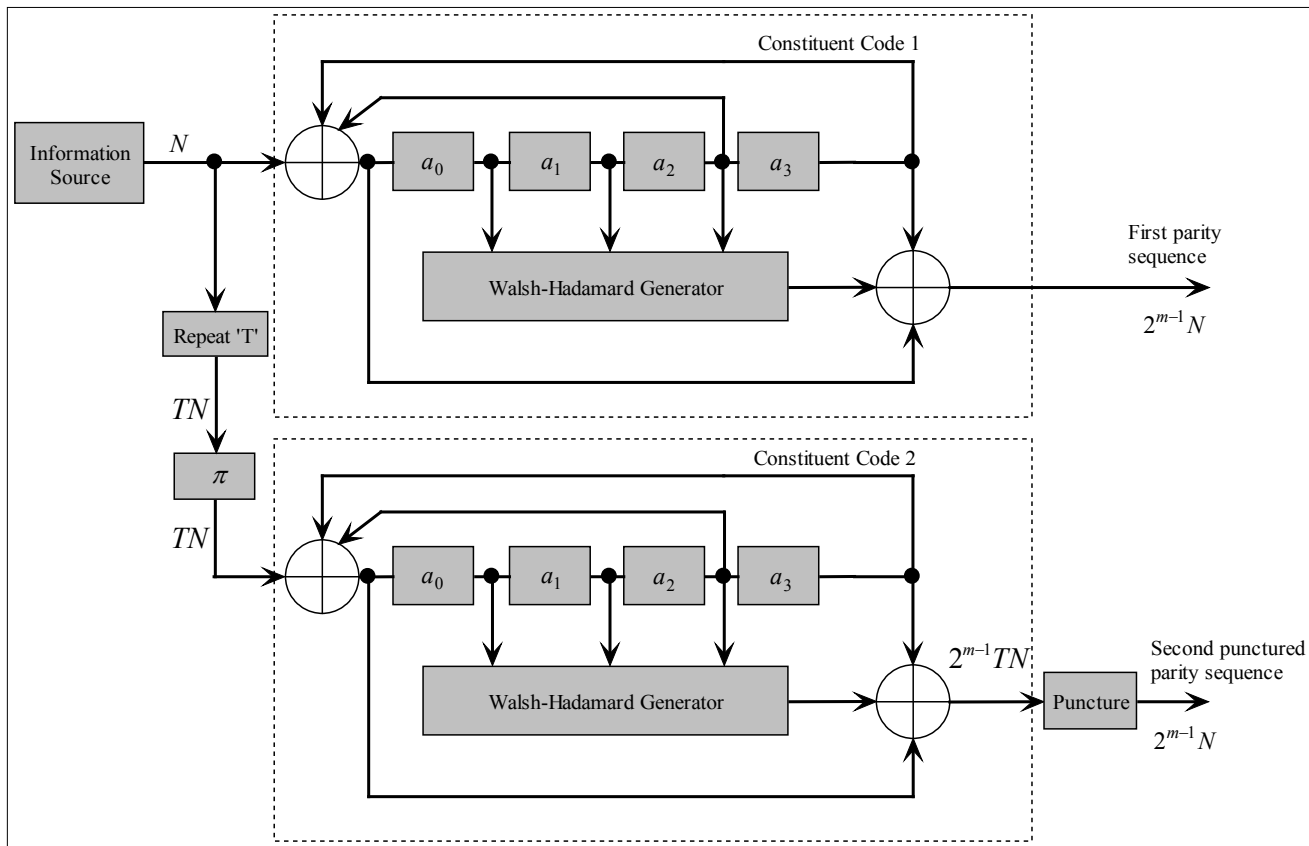 Constituent Code 1
Information
Source
N
a₀
a₁
a₂
a₃
Walsh-Hadamard Generator
First parity
sequence
2^{m−1}N
Repeat 'T'
TN
π
TN
Constituent Code 2
a₀
a₁
a₂
a₃
Walsh-Hadamard Generator
2^{m−1}TN
Puncture
Second punctured
parity sequence
2^{m−1}N